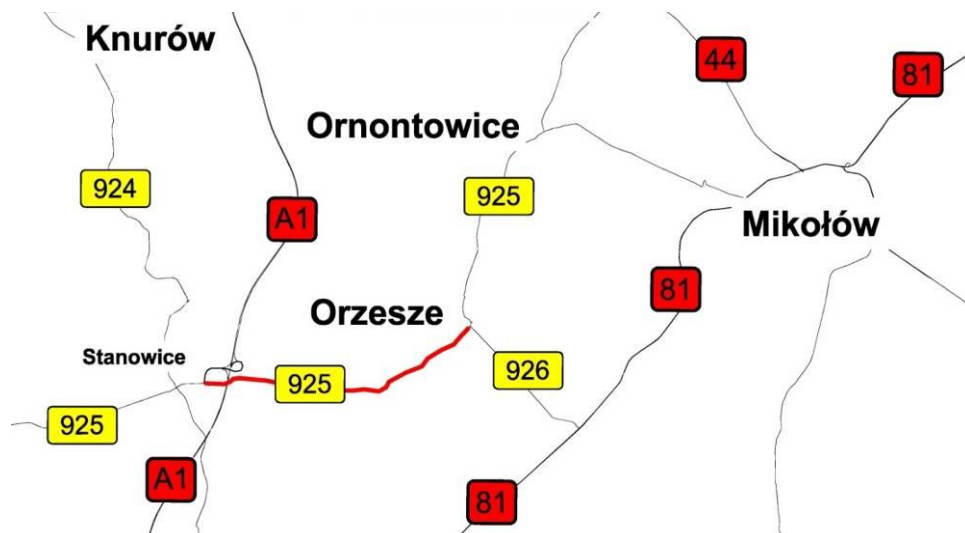 Knurów
44
81
Ornontowice
924
925
A1
Mikołów
81
Orzesze
Stanowice
925
926
925
A1
81